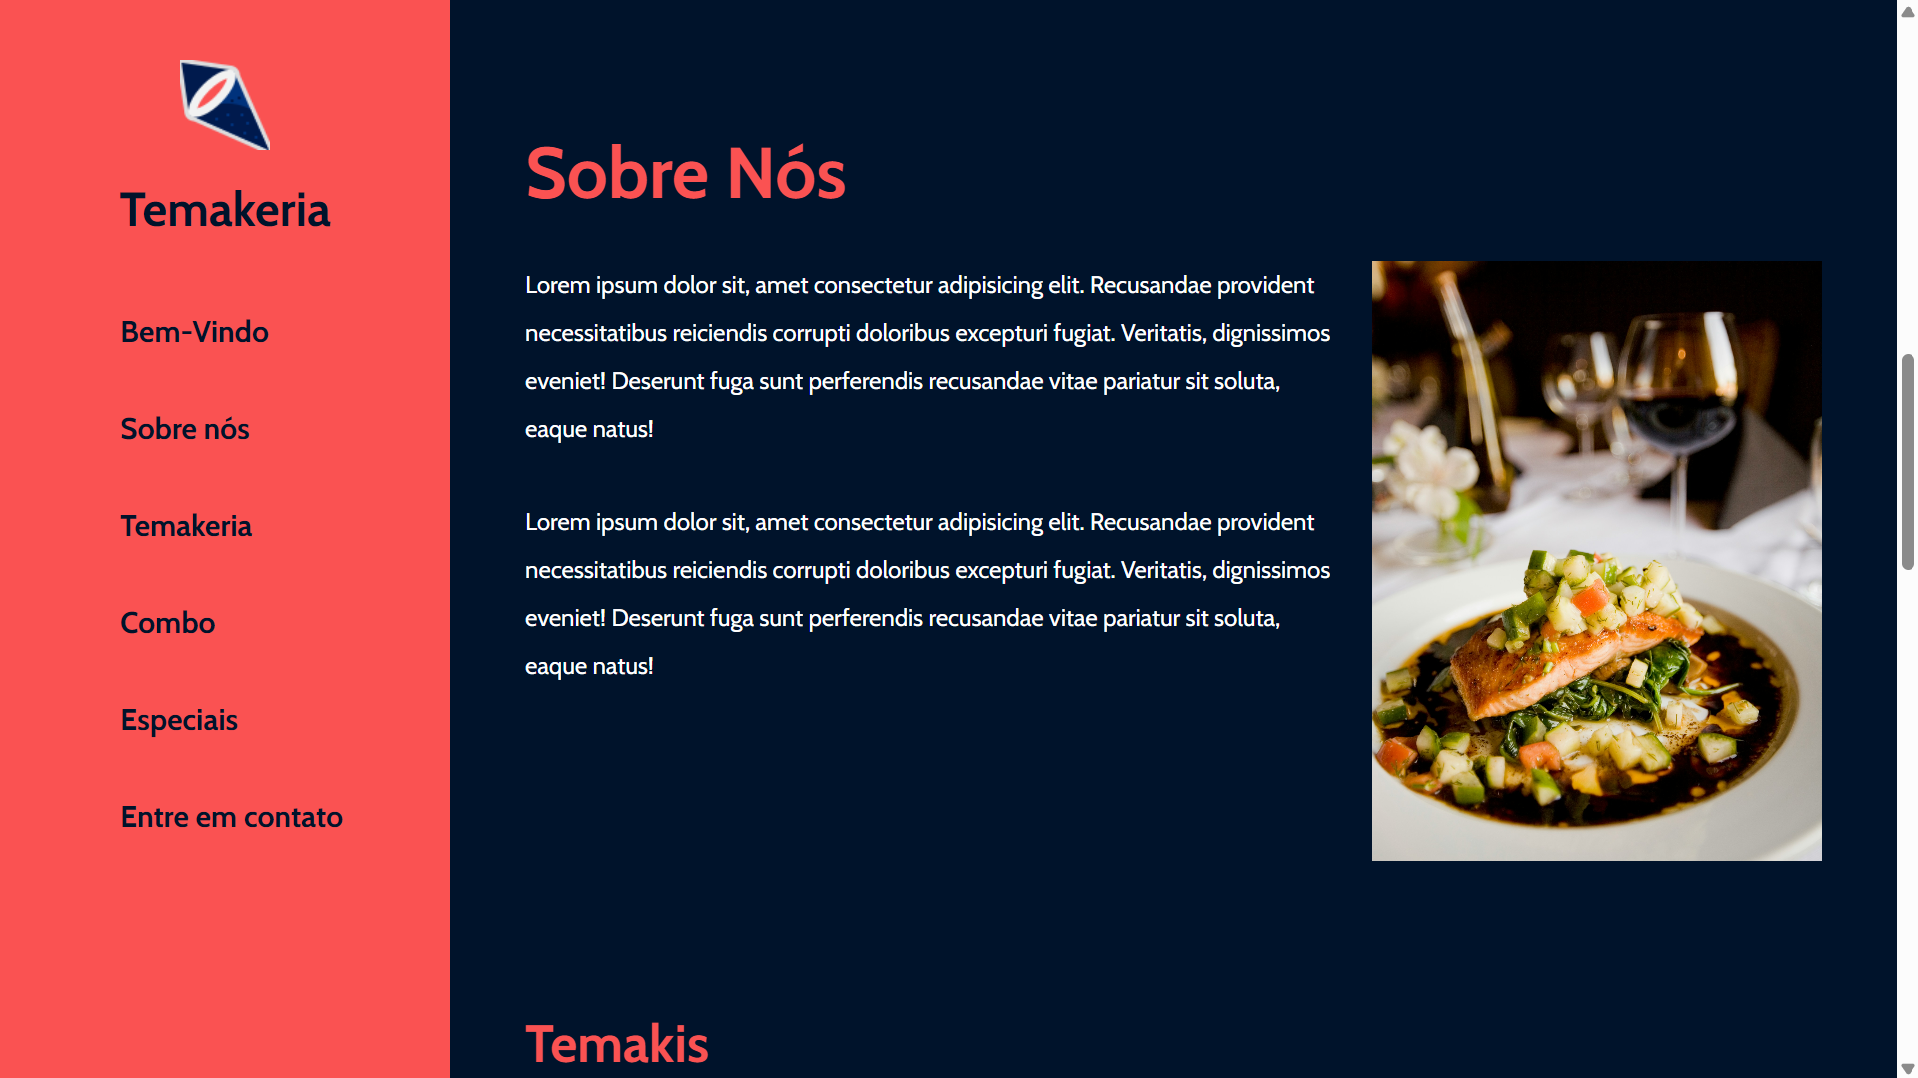 Temakeria
Bem-Vindo
Sobre nós
Temakeria
Combo
Especiais
Entre em contato
Sobre Nós
Lorem ipsum dolor sit, amet consectetur adipisicing elit. Recusandae provident
necessitatibus reiciendis corrupti doloribus excepturi fugiat. Veritatis, dignissimos
eveniet! Deserunt fuga sunt perferendis recusandae vitae pariatur sit soluta,
eaque natus!
Lorem ipsum dolor sit, amet consectetur adipisicing elit. Recusandae provident
necessitatibus reiciendis corrupti doloribus excepturi fugiat. Veritatis, dignissimos
eveniet! Deserunt fuga sunt perferendis recusandae vitae pariatur sit soluta,
eaque natus!
Temakis